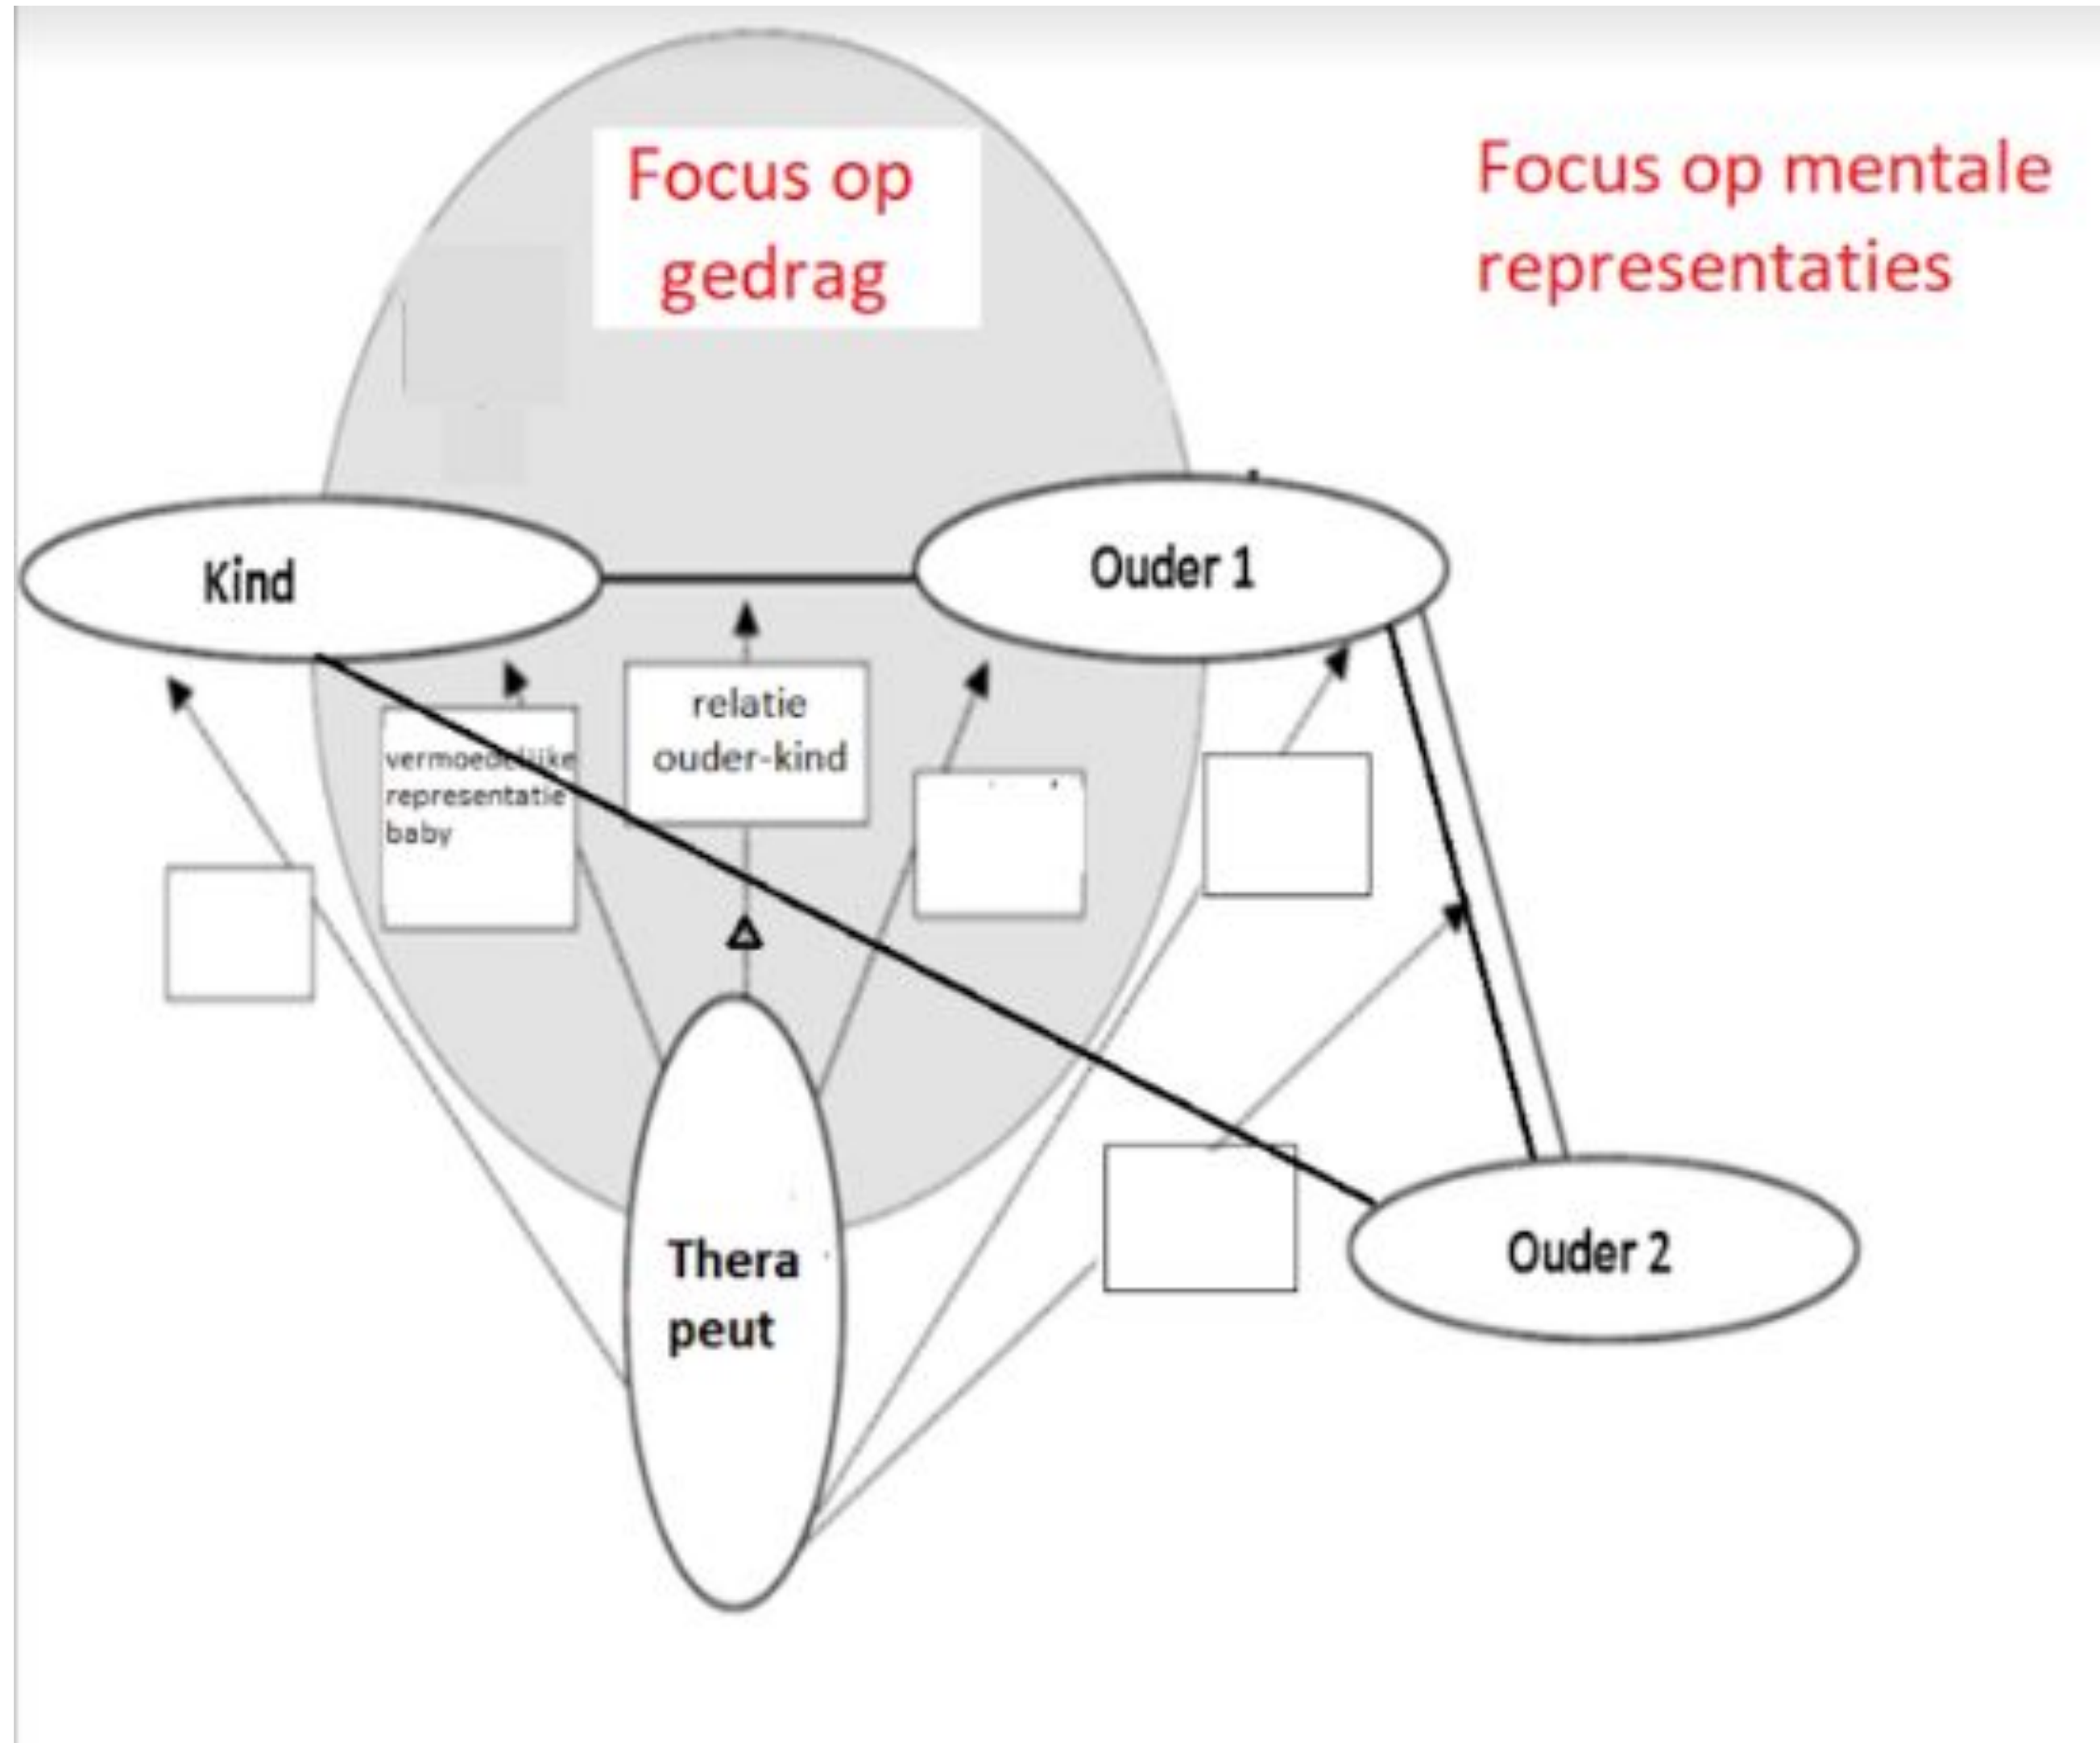 Focus op
gedrag
Focus op mentale
representaties
Kind
Ouder 1
relatie
ouder-kind
vermoedelijke
representatie
baby
Thera
peut
Ouder 2